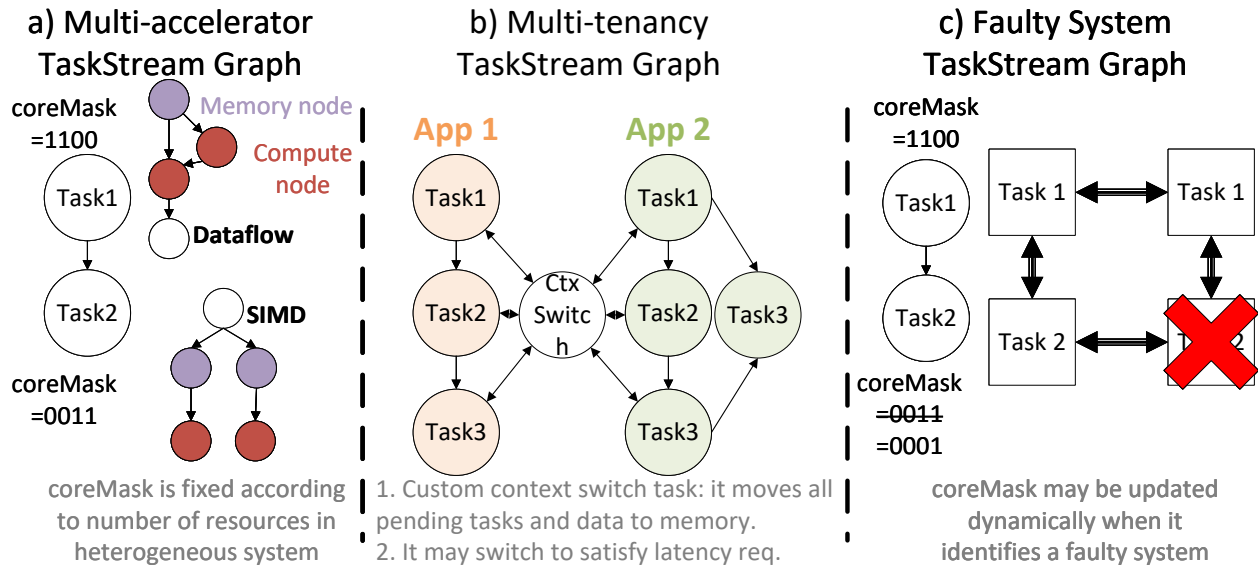 a) Multi-accelerator
TaskStream Graph
coreMask
=1100
Memory node
Compute
node
Task1
Dataflow
Task2
SIMD
coreMask
=0011
coreMask is fixed according
to number of resources in
heterogeneous system
b) Multi-tenancy
TaskStream Graph
App 1
App 2
Task1
Task1
Task2
Ctx
Switc
h
Task2
Task3
Task3
Task3
1. Custom context switch task: it moves all
pending tasks and data to memory.
2. It may switch to satisfy latency req.
c) Faulty System
TaskStream Graph
coreMask
=1100
Task1
Task 1
Task 1
Task2
Task 2
coreMask
=0011
=0001
coreMask may be updated
dynamically when it
identifies a faulty system